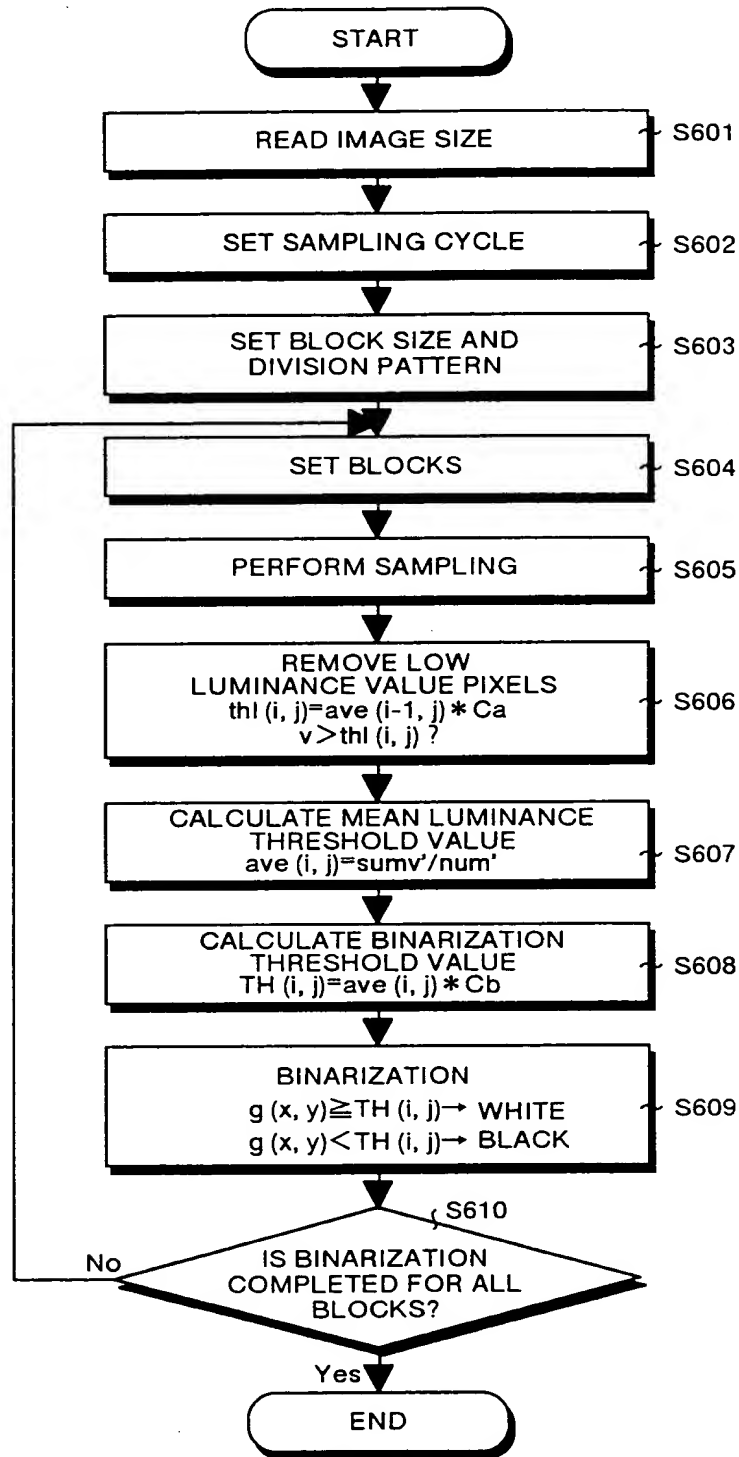 START
READ IMAGE SIZE
S601
SET SAMPLING CYCLE
S602
SET BLOCK SIZE AND
DIVISION PATTERN
S603
SET BLOCKS
S604
PERFORM SAMPLING
S605
REMOVE LOW
LUMINANCE VALUE PIXELS
thl (i, j)=ave (i-1, j) * Ca
v>thl (i, j) ?
S606
CALCULATE MEAN LUMINANCE
THRESHOLD VALUE
ave (i, j)=sumv'/num'
S607
CALCULATE BINARIZATION
THRESHOLD VALUE
TH (i, j)=ave (i, j) * Cb
S608
BINARIZATION
g (x, y)≧TH (i, j)→ WHITE
g (x, y)<TH (i, j)→ BLACK
S609
S610
IS BINARIZATION
COMPLETED FOR ALL
BLOCKS?
No
Yes
END